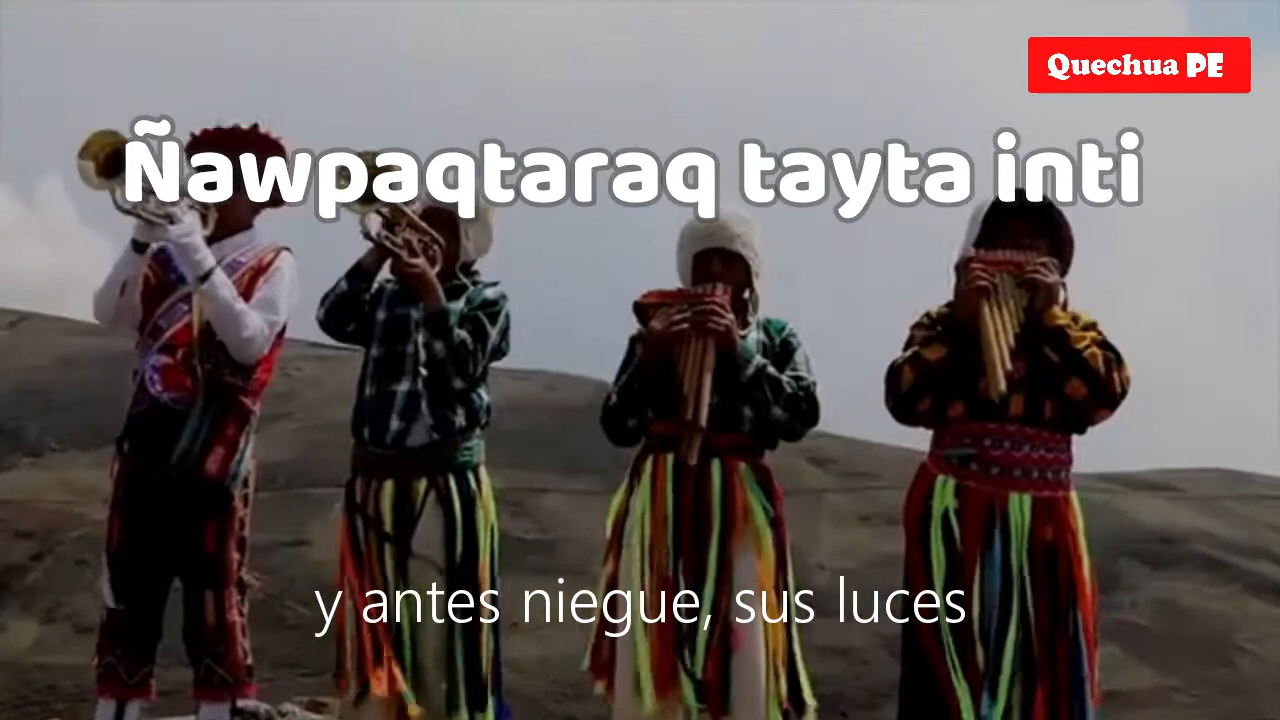 Quechua PE
Ñawpaqtaraq tayta inti
y antes niegue, sus luces